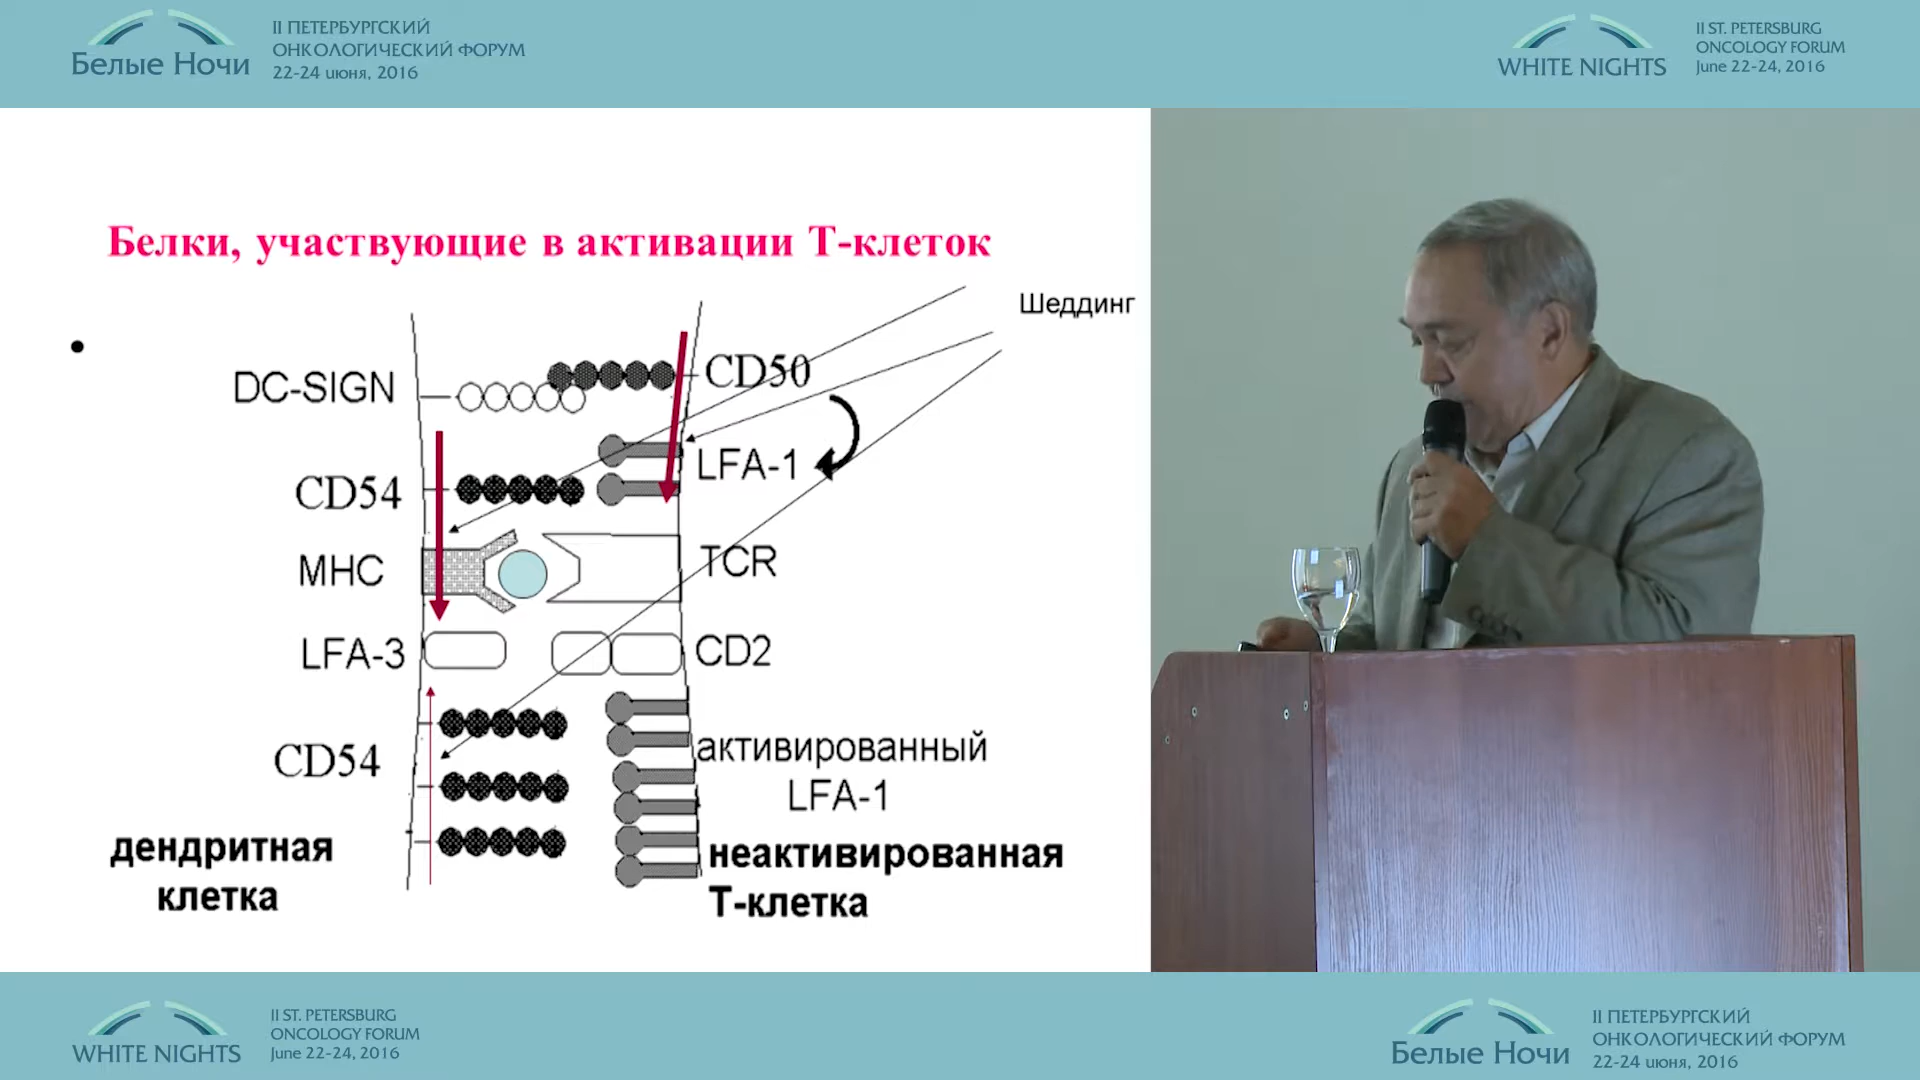 Белые Ночи
II ПЕТЕРБУРГСКИЙ
ОНКОЛОГИЧЕСКИЙ ФОРУМ
22-24 июня, 2016
WHITE NIGHTS
II ST. PETERSBURG
ONCOLOGY FORUM
June 22-24, 2016
Белки, участвующие в активации Т-клеток
Шеддинг
DC-SIGN
CD50
LFA-1
CD54
MHC
TCR
LFA-3
CD2
CD54
активированный
LFA-1
дендритная
клетка
неактивированная
Т-клетка
WHITE NIGHTS
II ST. PETERSBURG
ONCOLOGY FORUM
June 22-24, 2016
Белые Ночи
II ПЕТЕРБУРГСКИЙ
ОНКОЛОГИЧЕСКИЙ ФОРУМ
22-24 июня, 2016